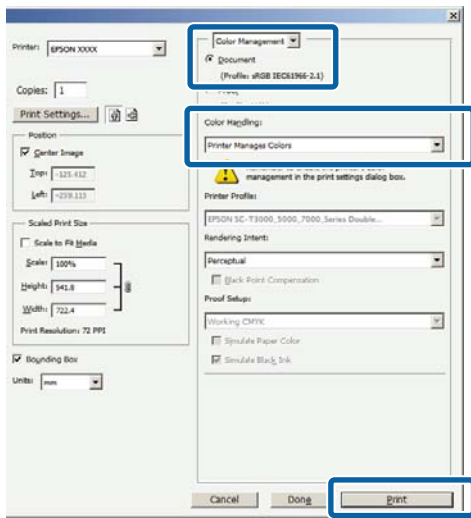 Printer: EPSON XXXX
Copies: 1
Print Settings...
Position
Center Image
Top: -125.412
Left: -259.113
Scaled Print Size
Scale to Fit Media
Scale: 100%
Height: 541.8
Width: 722.4
Print Resolution: 72 PPI
Bounding Box
Units: mm
Color Management
Document
(Profile: sRGB IEC61966-2.1)
Color Handling:
Printer Manages Colors
management in the print settings dialog box.
Printer Profile:
EPSON SC-T3000_5000_7000_Series Double...
Rendering Intent:
Perceptual
Black Point Compensation
Proof Setup:
Working CMYK
Simulate Paper Color
Simulate Black Ink
Cancel
Done
Print